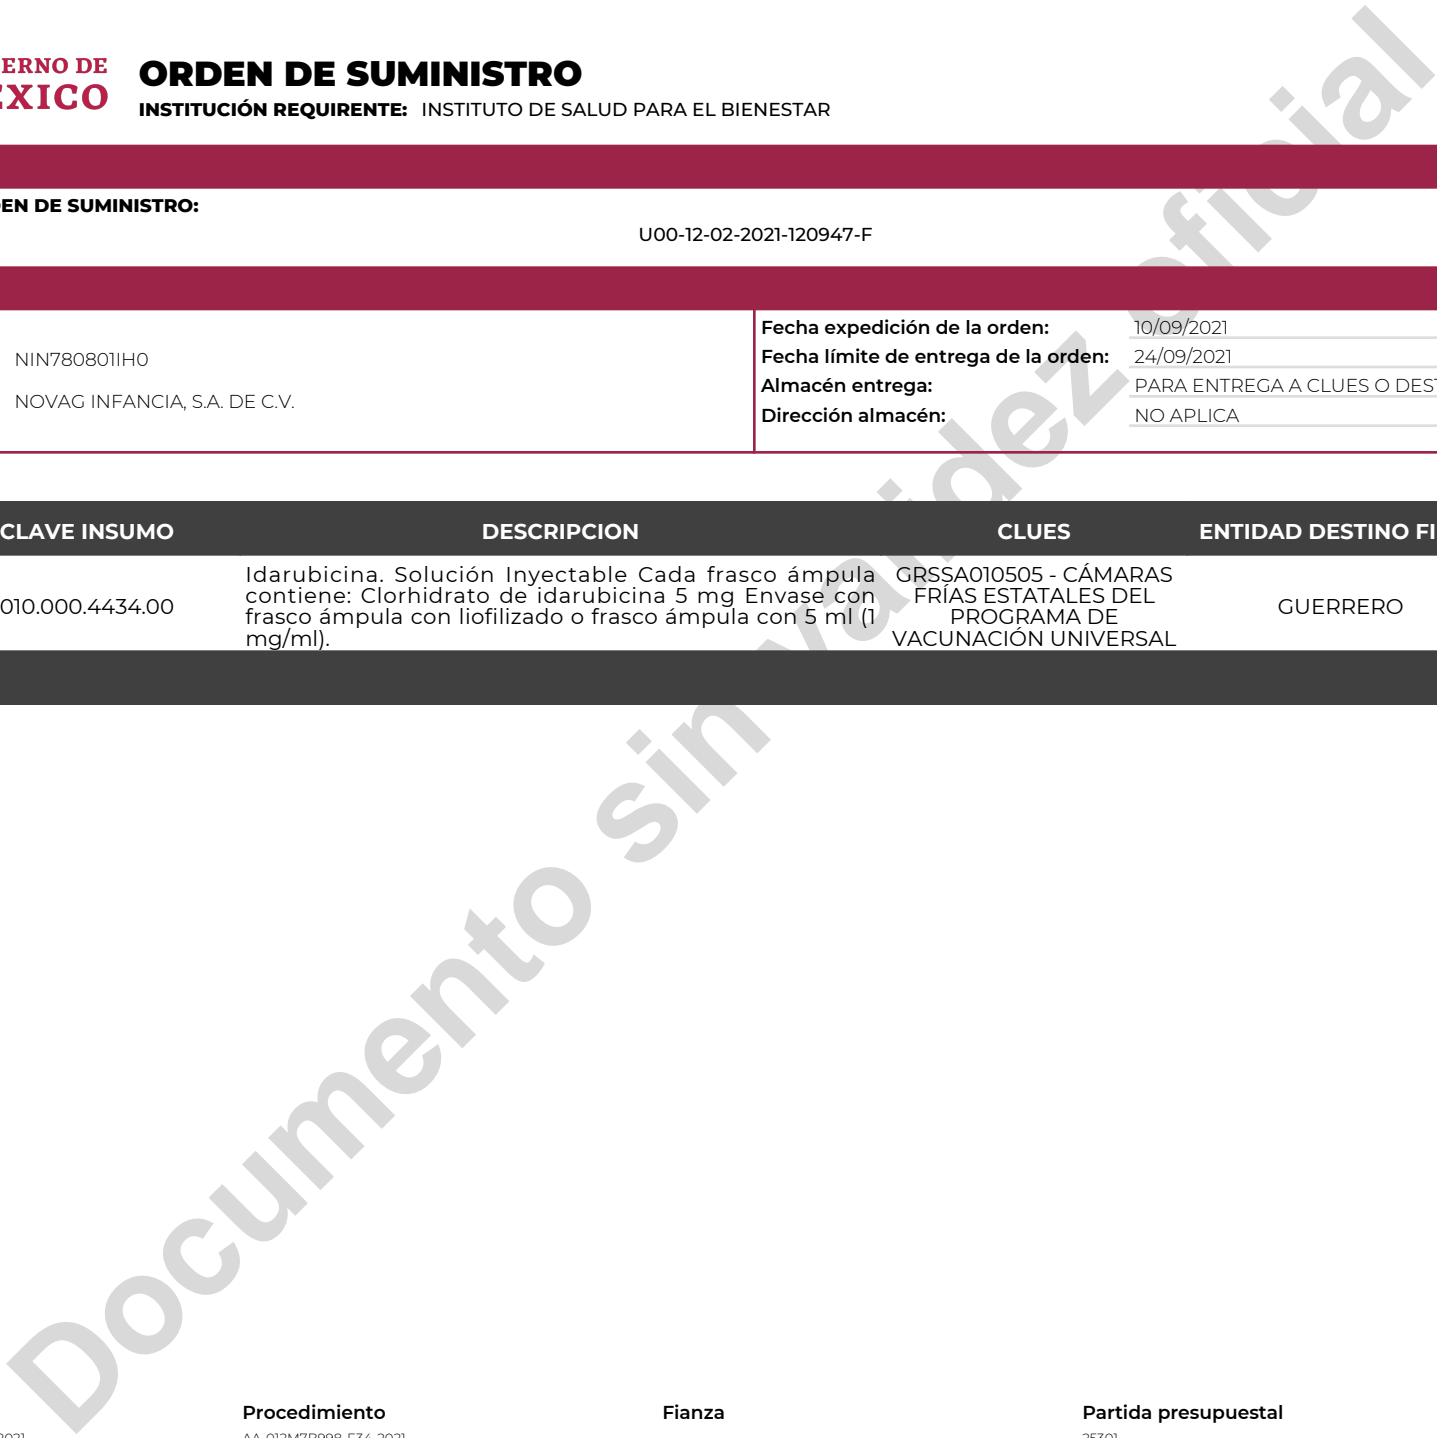 ERNO DE
EXICO
ORDEN DE SUMINISTRO
INSTITUCIÓN REQUIRENTE: INSTITUTO DE SALUD PARA EL BIENESTAR
EN DE SUMINISTRO:
U00-12-02-2021-120947-F
NIN780801IH0
NOVAG INFANCIA, S.A. DE C.V.
Fecha expedición de la orden: 10/09/2021
Fecha límite de entrega de la orden: 24/09/2021
Almacén entrega: PARA ENTREGA A CLUES O DEST
Dirección almacén: NO APLICA
CLAVE INSUMO DESCRIPCION CLUES ENTIDAD DESTINO FI
010.000.4434.00
Idarubicina. Solución Inyectable Cada frasco ámpula
contiene: Clorhidrato de idarubicina 5 mg Envase con
frasco ámpula con liofilizado o frasco ámpula con 5 ml (1
mg/ml).
GRSSA010505 - CÁMARAS
FRÍAS ESTATALES DEL
PROGRAMA DE
VACUNACIÓN UNIVERSAL
GUERRERO
Documento sin validez oficial
Procedimiento Fianza Partida presupuestal